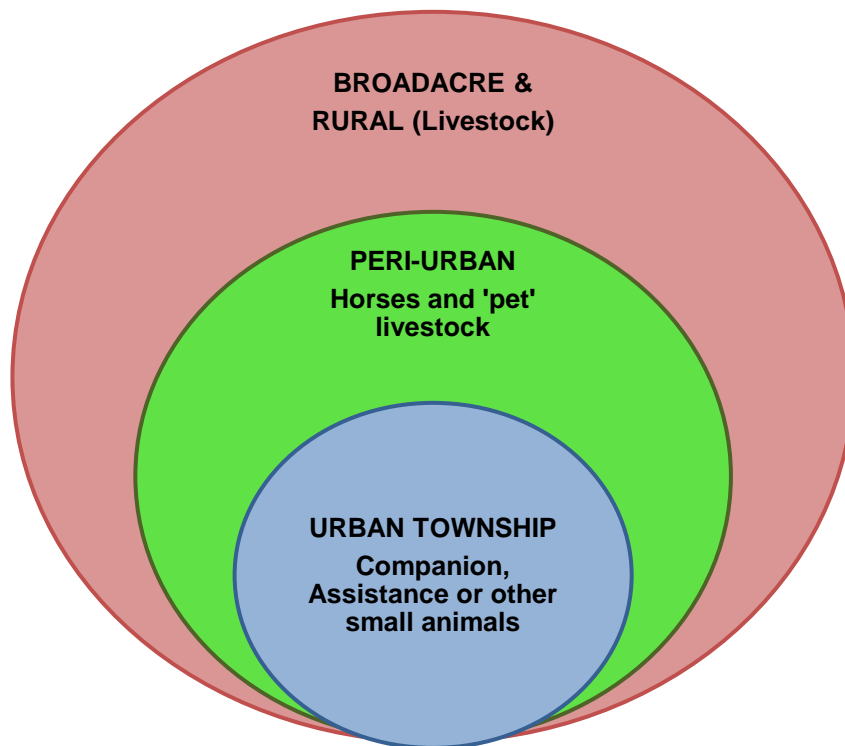 BROADACRE &
RURAL (Livestock)
PERI-URBAN
Horses and 'pet'
livestock
URBAN TOWNSHIP
Companion,
Assistance or other
small animals